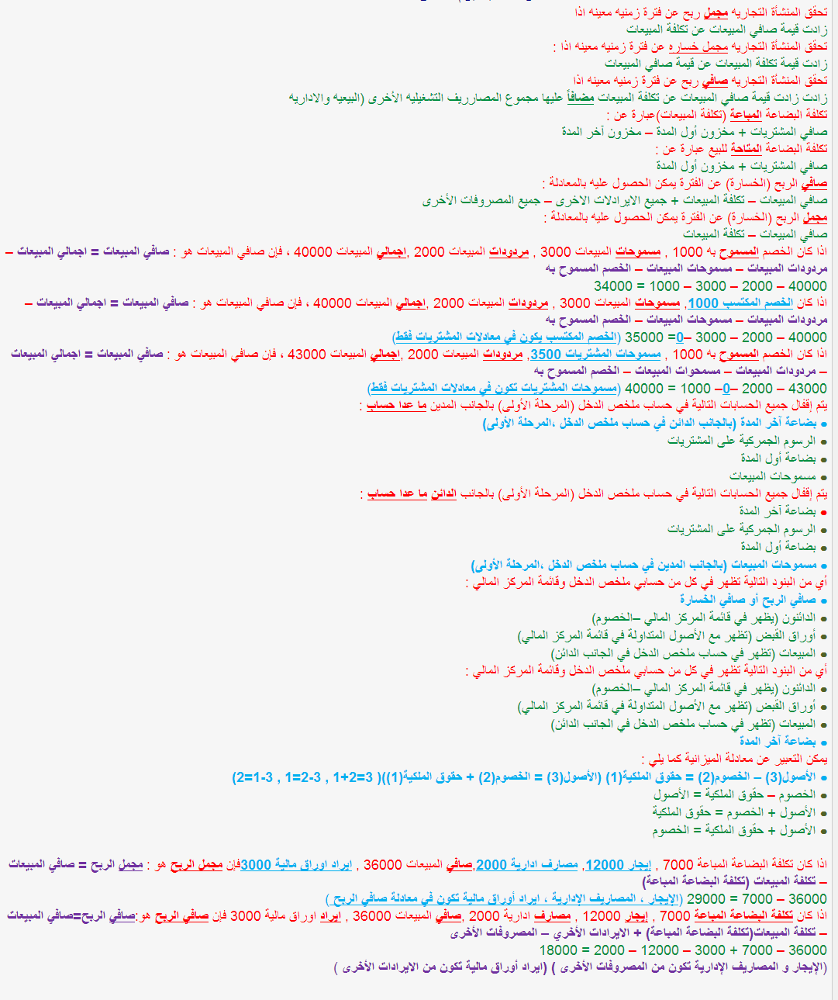 تحقق المنشأة التجاريه مجمل ربح عن فترة زمنيه معينه اذا
زادت قيمة صافي المبيعات عن تكلفة المبيعات
تحقق المنشأة التجاريه مجمل خساره عن فترة زمنيه معينه اذا :
زادت قيمة تكلفة المبيعات عن قيمة صافي المبيعات
تحقق المنشأة التجاريه صافي ربح عن فترة زمنيه معينه اذا
زادت زادت قيمة صافي المبيعات عن تكلفة المبيعات مضافاً عليها مجموع المصارريف التشغيليه الأخرى (البيعيه والاداريه
تكلفة البضاعة المباعة (تكلفة المبيعات)عبارة عن :
صافي المشتريات + مخزون أول المدة – مخزون آخر المدة
تكلفة البضاعة المتاحة للبيع عبارة عن :
صافي المشتريات + مخزون أول المدة
صافي الربح (الخسارة) عن الفترة يمكن الحصول عليه بالمعادلة :
صافي المبيعات – تكلفة المبيعات + جميع الايرادلات الاخرى – جميع المصروفات الأخرى
مجمل الربح (الخسارة) عن الفترة يمكن الحصول عليه بالمعادلة :
صافي المبيعات – تكلفة المبيعات
اذا كان الخصم المسموح به 1000 , مسموحات المبيعات 3000 , مردودات المبيعات 2000 ,اجمالي المبيعات 40000 ، فإن صافي المبيعات هو : صافي المبيعات = اجمالي المبيعات –
مردودات المبيعات – مسموحات المبيعات – الخصم المسموح به
40000 – 2000 – 3000 – 1000 = 34000
اذا كان الخصم المكتسب 1000, مسموحات المبيعات 3000 , مردودات المبيعات 2000 ,اجمالي المبيعات 40000 ، فإن صافي المبيعات هو : صافي المبيعات = اجمالي المبيعات –
مردودات المبيعات – مسموحات المبيعات – الخصم المسموح به
40000 – 2000 – 3000 –0= 35000 (الخصم المكتسب يكون في معادلات المشتريات فقط)
اذا كان الخصم المسموح به 1000 , مسموحات المشتريات 3500, مردودات المبيعات 2000 ,اجمالي المبيعات 43000 ، فإن صافي المبيعات هو : صافي المبيعات = اجمالي المبيعات
– مردودات المبيعات – مسمحوات المبيعات – الخصم المسموح به
43000 – 2000 –0– 1000 = 40000 (مسموحات المشتريات تكون في معادلات المشتريات فقط)
يتم إقفال جميع الحسابات التالية في حساب ملخص الدخل (المرحلة الأولى) بالجانب المدين ما عدا حساب :
● بضاعة آخر المدة (بالجانب الدائن في حساب ملخص الدخل ،المرحلة الأولى)
● الرسوم الجمركية على المشتريات
● بضاعة أول المدة
● مسموحات المبيعات
يتم إقفال جميع الحسابات التالية في حساب ملخص الدخل (المرحلة الأولى) بالجانب الدائن ما عدا حساب :
● بضاعة آخر المدة
● الرسوم الجمركية على المشتريات
● بضاعة أول المدة
● مسموحات المبيعات (بالجانب المدين في حساب ملخص الدخل ،المرحلة الأولى)
أي من البنود التالية تظهر في كل من حسابي ملخص الدخل وقائمة المركز المالي :
● صافي الربح أو صافي الخسارة
● الدائنون (يظهر في قائمة المركز المالي –الخصوم)
● أوراق القبض (تظهر مع الأصول المتداولة في قائمة المركز المالي)
● المبيعات (تظهر في حساب ملخص الدخل في الجانب الدائن)
أي من البنود التالية تظهر في كل من حسابي ملخص الدخل وقائمة المركز المالي :
● الدائنون (يظهر في قائمة المركز المالي –الخصوم)
● أوراق القبض (تظهر مع الأصول المتداولة في قائمة المركز المالي)
● المبيعات (تظهر في حساب ملخص الدخل في الجانب الدائن)
● بضاعة آخر المدة
يمكن التعبير عن معادلة الميزانية كما يلي :
● الأصول(3) – الخصوم(2) = حقوق الملكية(1) (الأصول(3) = الخصوم(2) + حقوق الملكية(1))( 3=2+1 , 1=2-3 , 2=1-3)
● الخصوم – حقوق الملكية = الأصول
● الأصول + الخصوم = حقوق الملكية
● الأصول + حقوق الملكية = الخصوم
اذا كان تكلفة البضاعة المباعة 7000 , إيجار 12000, مصارف ادارية 2000,صافي المبيعات 36000 , ايراد اوراق مالية 3000فإن مجمل الربح هو : مجمل الربح = صافي المبيعات
– تكلفة المبيعات (تكلفة البضاعة المباعة)
36000 – 7000 = 29000 (الإيجار ، المصاريف الإدارية ، ايراد أوراق مالية تكون في معادلة صافي الربح )
اذا كان تكلفة البضاعة المباعة 7000 , إيجار 12000 , مصارف ادارية 2000 ,صافي المبيعات 36000 , ايراد اوراق مالية 3000 فإن صافي الربح هو:صافي الربح=صافي المبيعات
– تكلفة المبيعات(تكلفة البضاعة المباعة) + الايرادات الأخري – المصروفات الأخرى
36000 – 7000 + 3000 – 12000 – 2000 = 18000
(الإيجار و المصاريف الإدارية تكون من المصروفات الأخرى ) (ايراد أوراق مالية تكون من الايرادات الأخرى )